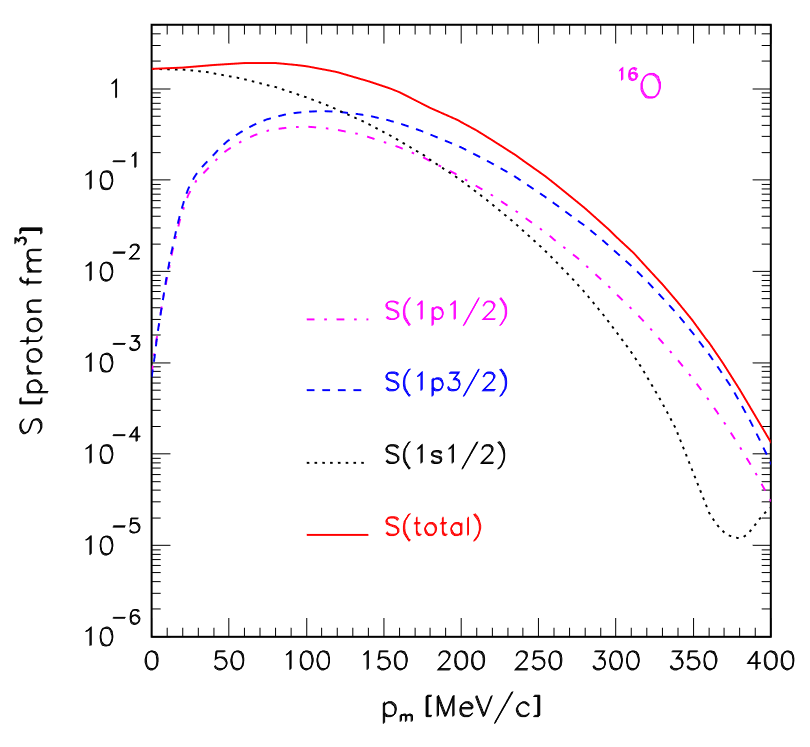 ¹⁶O
1
10⁻¹
10⁻²
10⁻³
10⁻⁴
10⁻⁵
10⁻⁶
S [proton fm³]
S(1p1/2)
S(1p3/2)
S(1s1/2)
S(total)
0 50 100 150 200 250 300 350 400
pₘ [MeV/c]